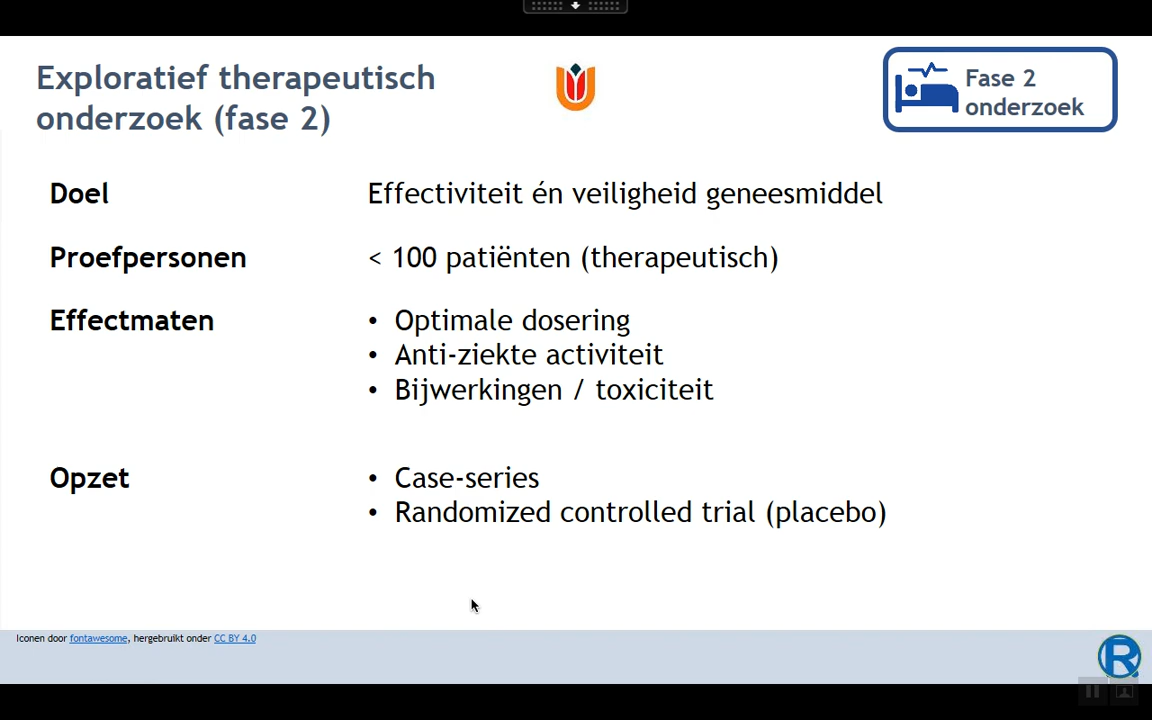 Exploratief therapeutisch
onderzoek (fase 2)
Fase 2
onderzoek
Doel
Effectiviteit én veiligheid geneesmiddel
Proefpersonen
< 100 patiënten (therapeutisch)
Effectmaten
• Optimale dosering
• Anti-ziekte activiteit
• Bijwerkingen / toxiciteit
Opzet
• Case-series
• Randomized controlled trial (placebo)
Iconen door fontawesome, hergebruikt onder CC BY 4.0
R